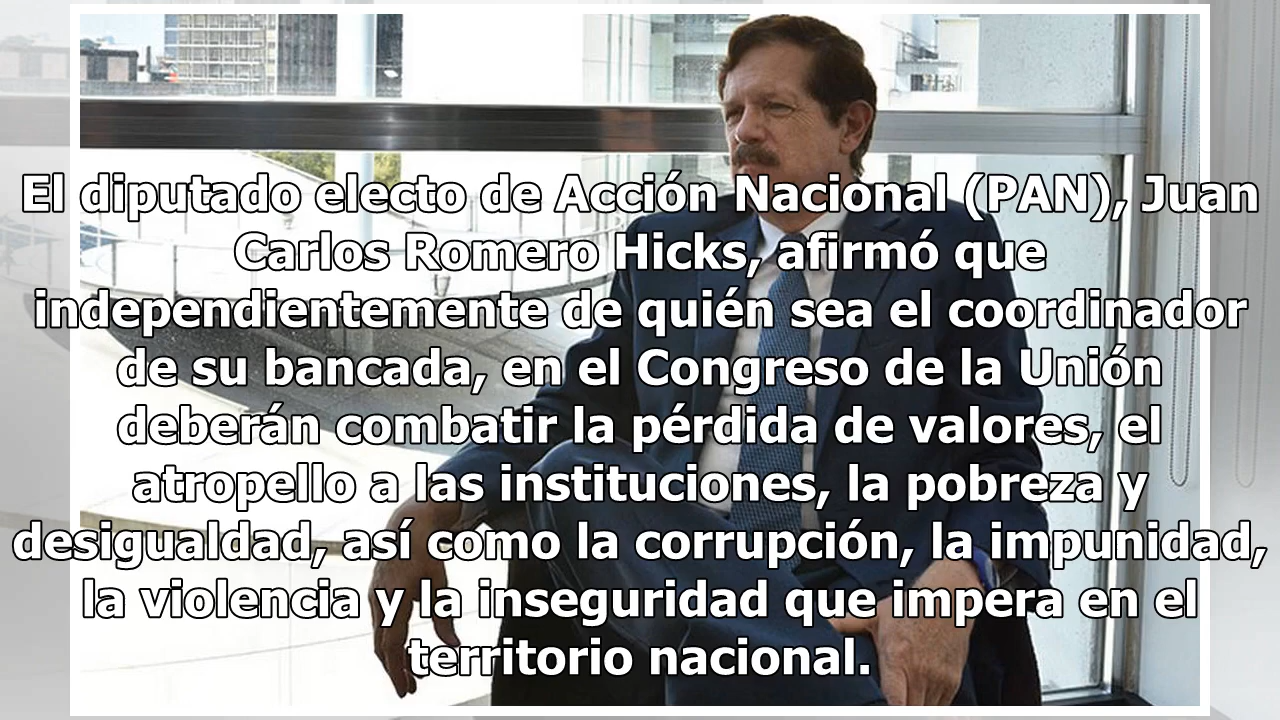 El diputado electo de Acción Nacional (PAN), Juan
Carlos Romero Hicks, afirmó que
independientemente de quién sea el coordinador
de su bancada, en el Congreso de la Unión
deberán combatir la pérdida de valores, el
atropello a las instituciones, la pobreza y
desigualdad, así como la corrupción, la impunidad,
la violencia y la inseguridad que impera en el
territorio nacional.